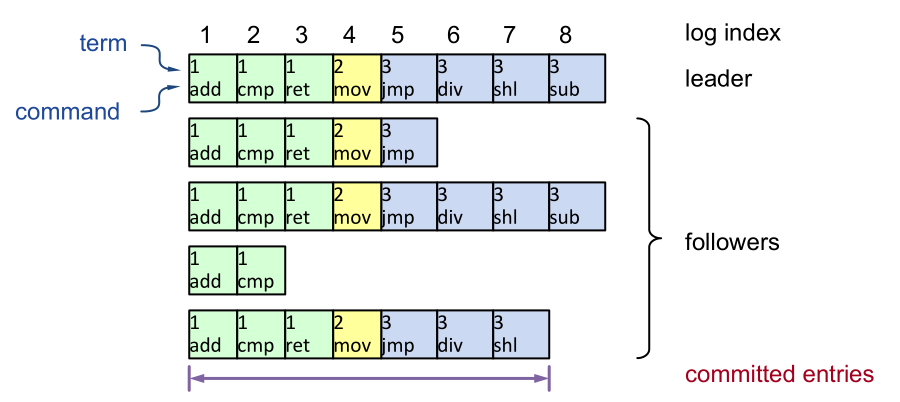 1 2 3 4 5 6 7 8 log index
term
1 1 1 2 3 3 3 3
add cmp ret mov jmp div shl sub
leader
command
1 1 1 2 3
add cmp ret mov jmp
1 1 1 2 3 3 3 3
add cmp ret mov jmp div shl sub
followers
1 1
add cmp
1 1 1 2 3 3 3
add cmp ret mov jmp div shl
committed entries